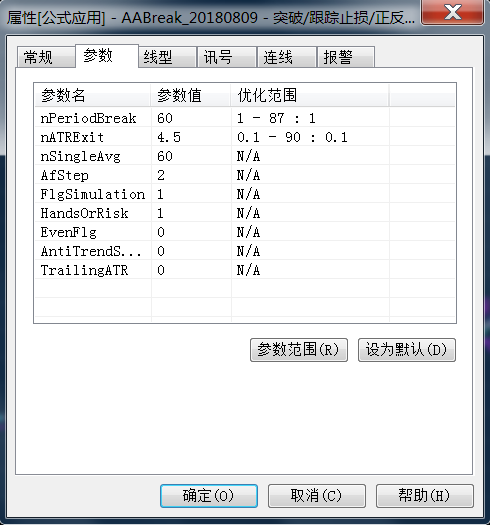 属性[公式应用] - AABreak_20180809 - 突破/跟踪止损/正反...
常规 参数 线型 讯号 连线 报警
参数名 参数值 优化范围
nPeriodBreak 60 1 - 87 : 1
nATRExit 4.5 0.1 - 90 : 0.1
nSingleAvg 60 N/A
AfStep 2 N/A
FlgSimulation 1 N/A
HandsOrRisk 1 N/A
EvenFlg 0 N/A
AntiTrendS... 0 N/A
TrailingATR 0 N/A
参数范围(R) 设为默认(D)
确定(O) 取消(C) 帮助(H)